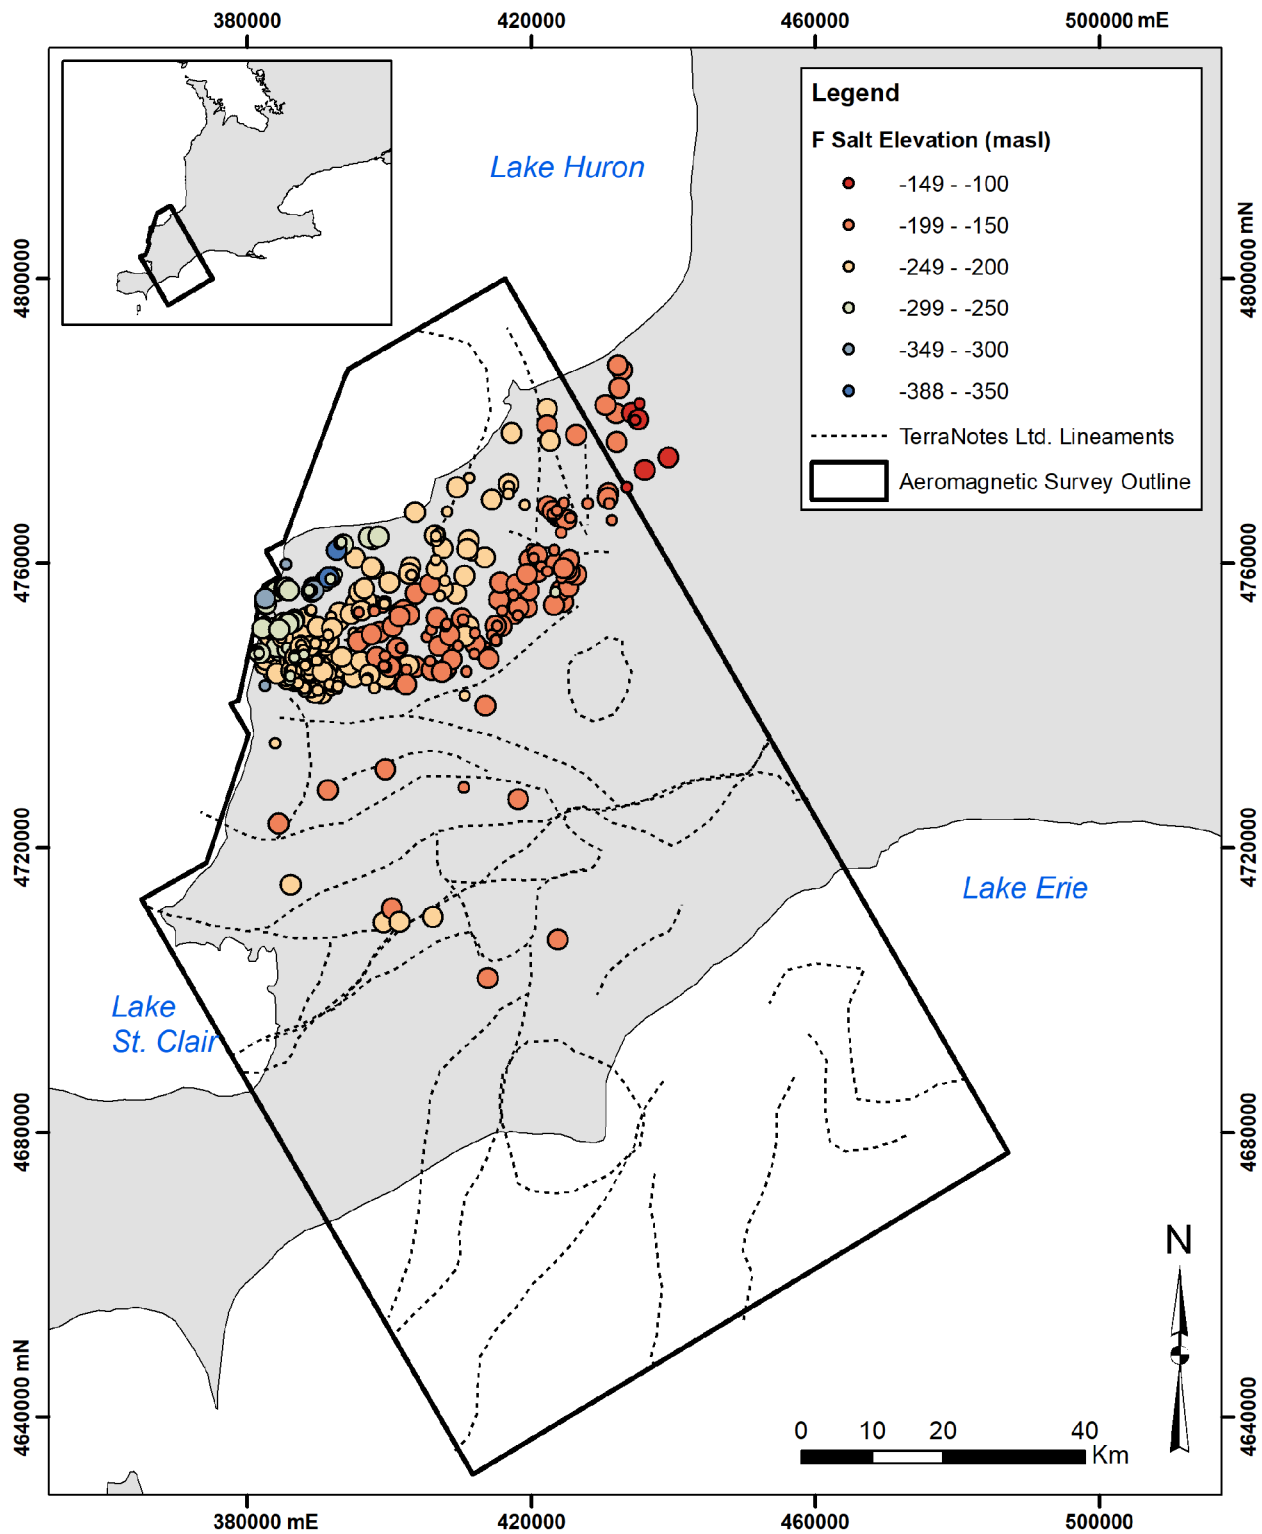 380000
420000
460000
500000 mE
Legend
F Salt Elevation (masl)
-149 - -100
-199 - -150
-249 - -200
-299 - -250
-349 - -300
-388 - -350
TerraNotes Ltd. Lineaments
Aeromagnetic Survey Outline
Lake Huron
4800000
4800000 mN
4760000
4760000
4720000
4720000
Lake Erie
Lake
St. Clair
4680000
4680000
N
4640000 mN
4640000
0
10
20
40
Km
380000 mE
420000
460000
500000